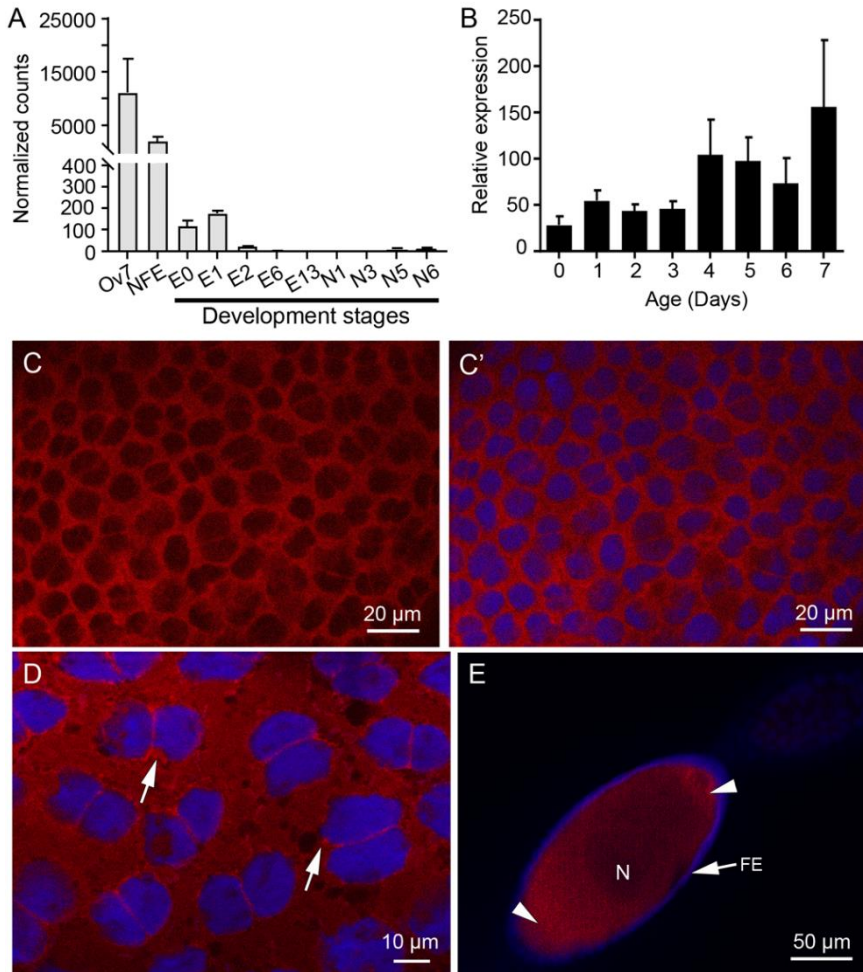 A
Normalized counts
25000
15000
5000
400
300
200
100
0
Ov7 NFE E0 E1 E2 E6 E13 N1 N3 N5 N6
Development stages
B
Relative expression
250
200
150
100
50
0
0 1 2 3 4 5 6 7
Age (Days)
C
20 µm
C'
20 µm
D
10 µm
E
N
FE
50 µm